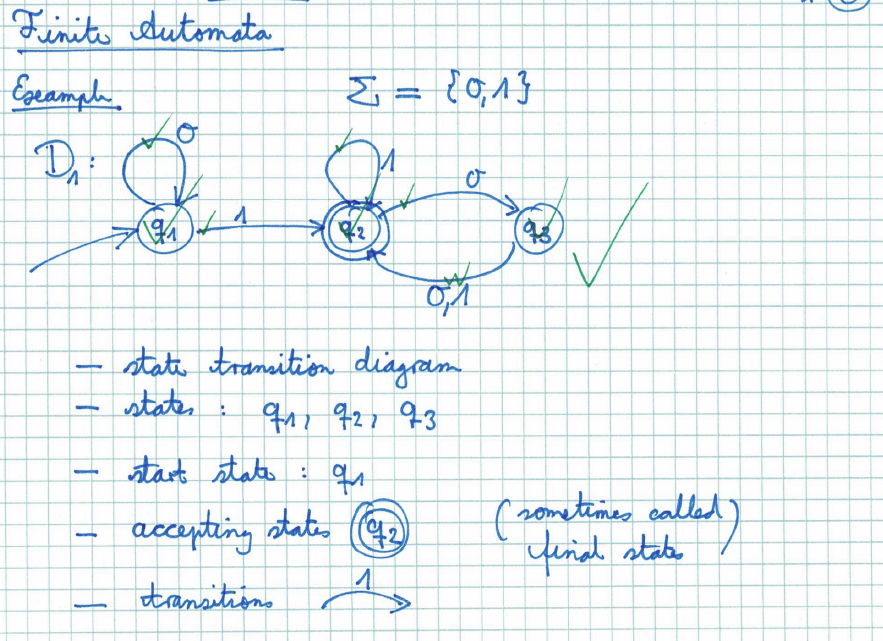 Finite Automata
Example
Σ = {0,1}
D₁:
0
1
1
0
q₁
q₂
q₃
0,1
— state transition diagram
— states : q₁, q₂, q₃
— start state : q₁
— accepting states q₂ (sometimes called final states)
— transitions 1